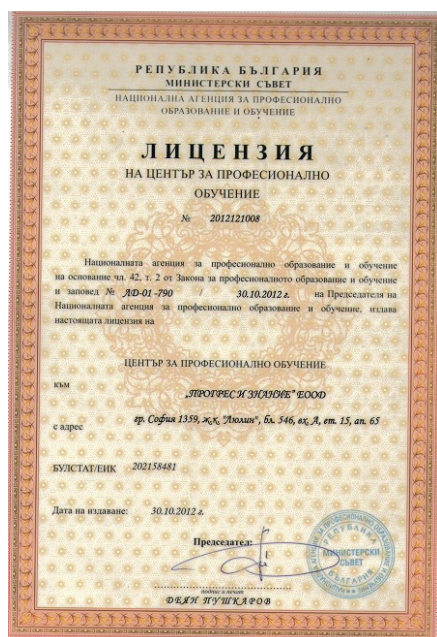 РЕПУБЛИКА БЪЛГАРИЯ
МИНИСТЕРСКИ СЪВЕТ
НАЦИОНАЛНА АГЕНЦИЯ ЗА ПРОФЕСИОНАЛНО
ОБРАЗОВАНИЕ И ОБУЧЕНИЕ
ЛИЦЕНЗИЯ
НА ЦЕНТЪР ЗА ПРОФЕСИОНАЛНО
ОБУЧЕНИЕ
№ 2012121008
Националната агенция за професионално образование и обучение
на основание чл. 42, т. 2 от Закона за професионалното образование и обучение
и заповед № АД-01-790 / 30.10.2012 г. на Председателя на
Националната агенция за професионално образование и обучение, издава
настоящата лицензия на
ЦЕНТЪР ЗА ПРОФЕСИОНАЛНО ОБУЧЕНИЕ
към
„ПРОГРЕС И ЗНАНИЕ" ЕООД
с адрес гр. София 1359, ж.к. "Люлин", бл. 546, вх. А, ет. 15, ап. 65
БУЛСТАТ/ЕИК 202158481
Дата на издаване: 30.10.2012 г.
Председател:
подпис и печат
ДЕЯН ПУШКАРОВ
МИНИСТЕРСКИ
СЪВЕТ